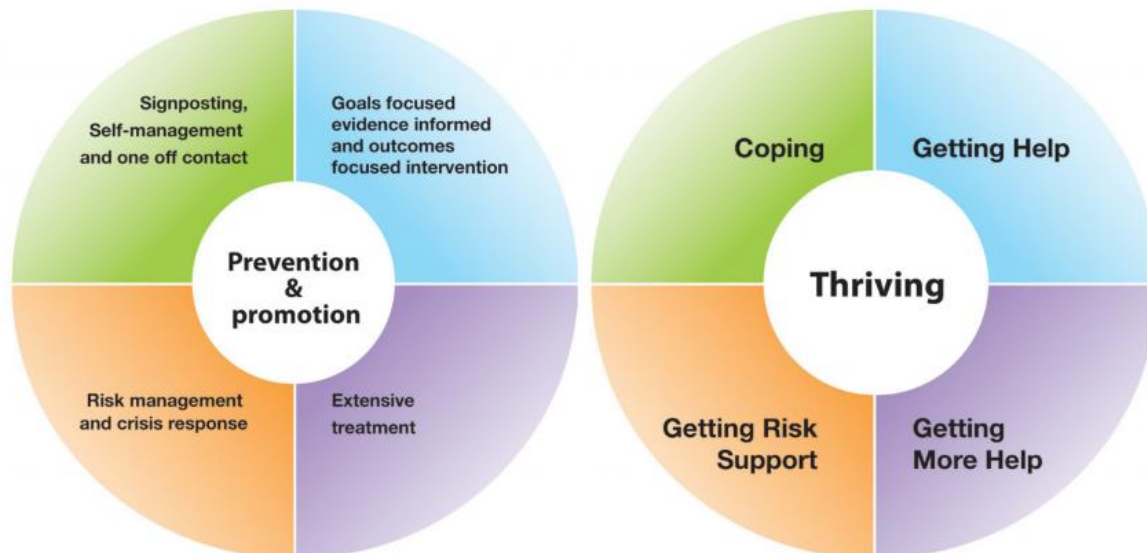 Signposting,
Self-management
and one off contact
Goals focused
evidence informed
and outcomes
focused intervention
Prevention
&
promotion
Risk management
and crisis response
Extensive
treatment
Coping
Getting Help
Thriving
Getting Risk
Support
Getting
More Help